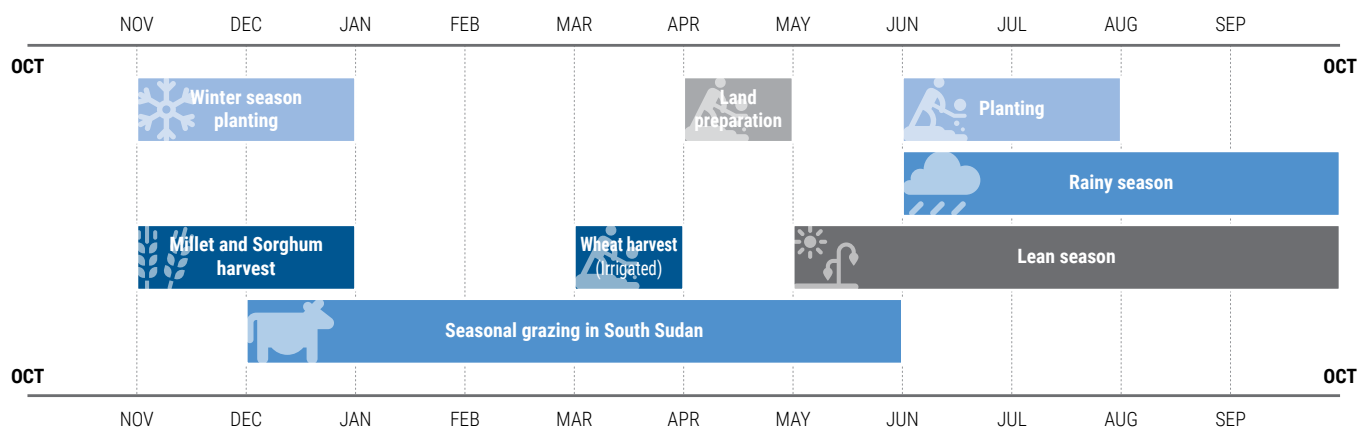 NOV DEC JAN FEB MAR APR MAY JUN JUL AUG SEP
OCT OCT
Winter season
planting
Land
preparation
Planting
Rainy season
Millet and Sorghum
harvest
Wheat harvest
(Irrigated)
Lean season
Seasonal grazing in South Sudan
OCT OCT
NOV DEC JAN FEB MAR APR MAY JUN JUL AUG SEP